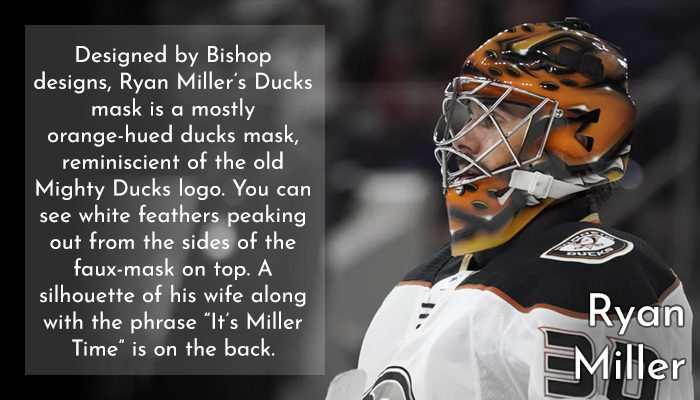 Designed by Bishop
designs, Ryan Miller's Ducks
mask is a mostly
orange-hued ducks mask,
reminiscient of the old
Mighty Ducks logo. You can
see white feathers peaking
out from the sides of the
faux-mask on top. A
silhouette of his wife along
with the phrase "It's Miller
Time" is on the back.
DUCKS
30
Ryan
Miller